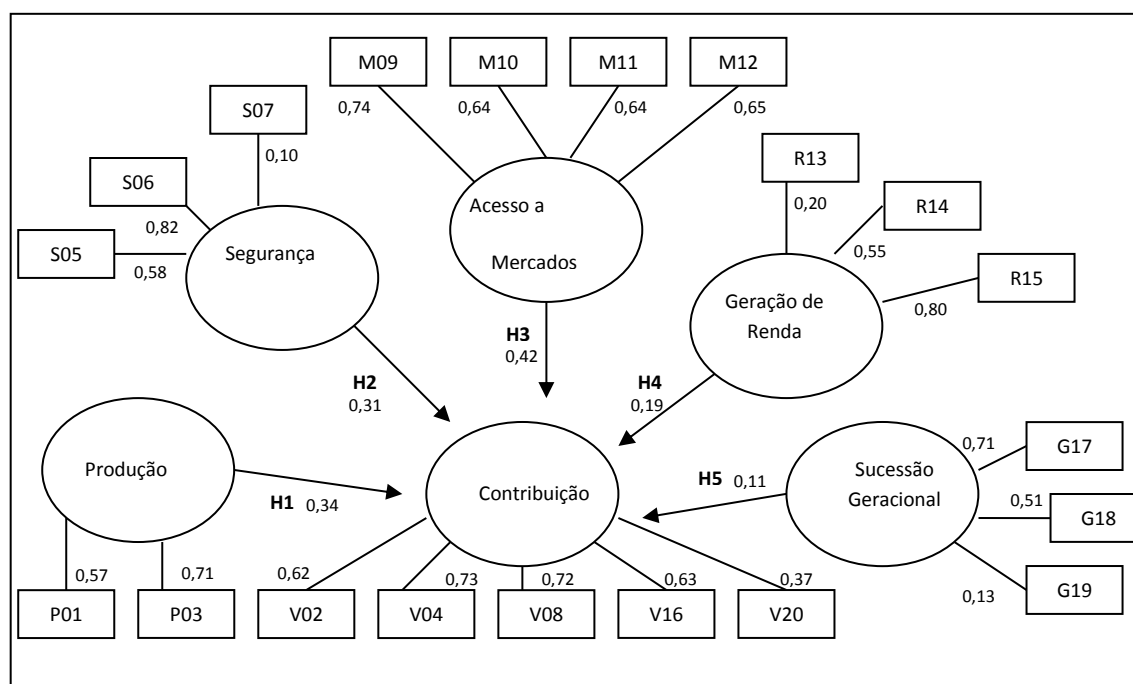 M09
M10
M11
M12
0,74
0,64
0,64
0,65
S07
0,10
S06
0,82
S05
0,58
Segurança
Acesso a
Mercados
R13
0,20
R14
0,55
R15
0,80
Geração de
Renda
H3
0,42
H2
0,31
H4
0,19
Produção
H1 0,34
Contribuição
H5 0,11
Sucessão
Geracional
0,71
G17
0,51
G18
0,13
G19
0,57
0,71
0,62
0,73
0,72
0,63
0,37
P01
P03
V02
V04
V08
V16
V20